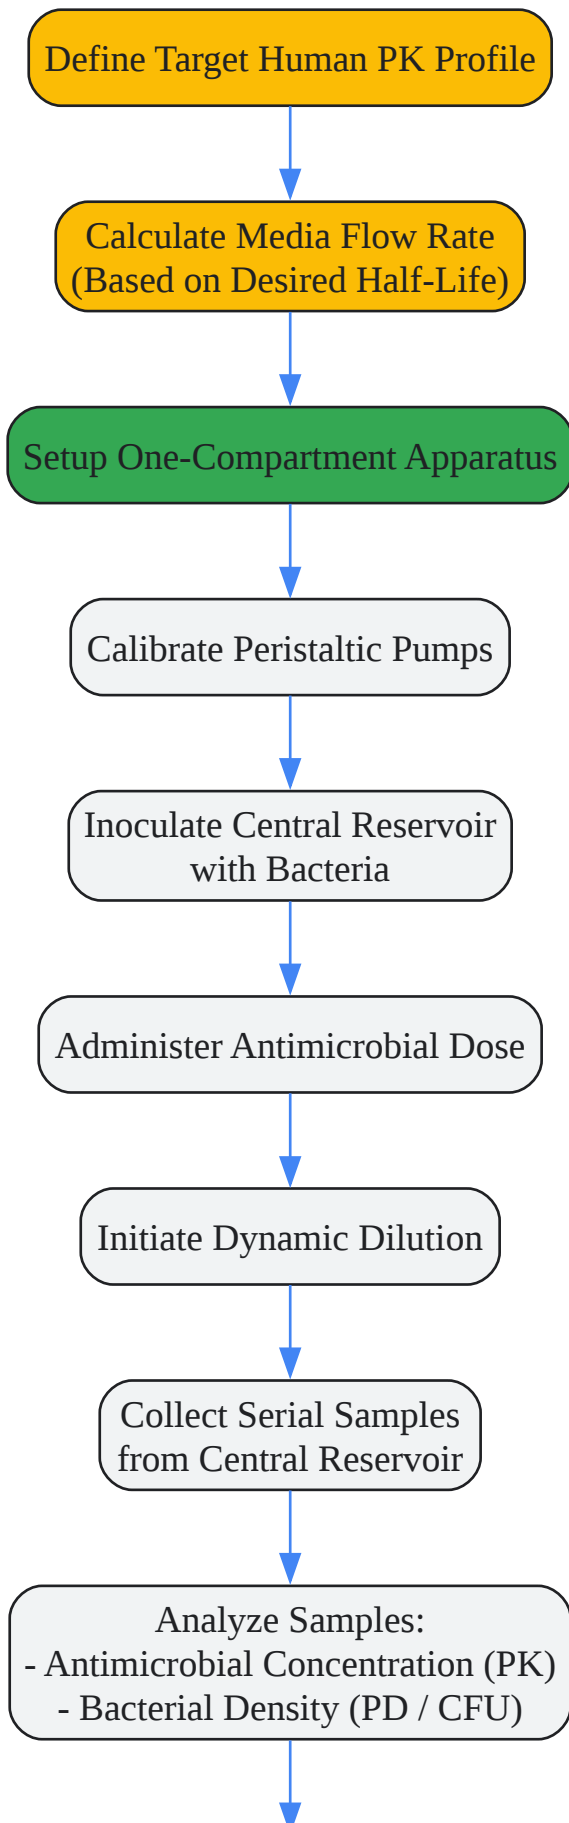 Define Target Human PK Profile
Calculate Media Flow Rate
(Based on Desired Half-Life)
Setup One-Compartment Apparatus
Calibrate Peristaltic Pumps
Inoculate Central Reservoir
with Bacteria
Administer Antimicrobial Dose
Initiate Dynamic Dilution
Collect Serial Samples
from Central Reservoir
Analyze Samples:
- Antimicrobial Concentration (PK)
- Bacterial Density (PD / CFU)